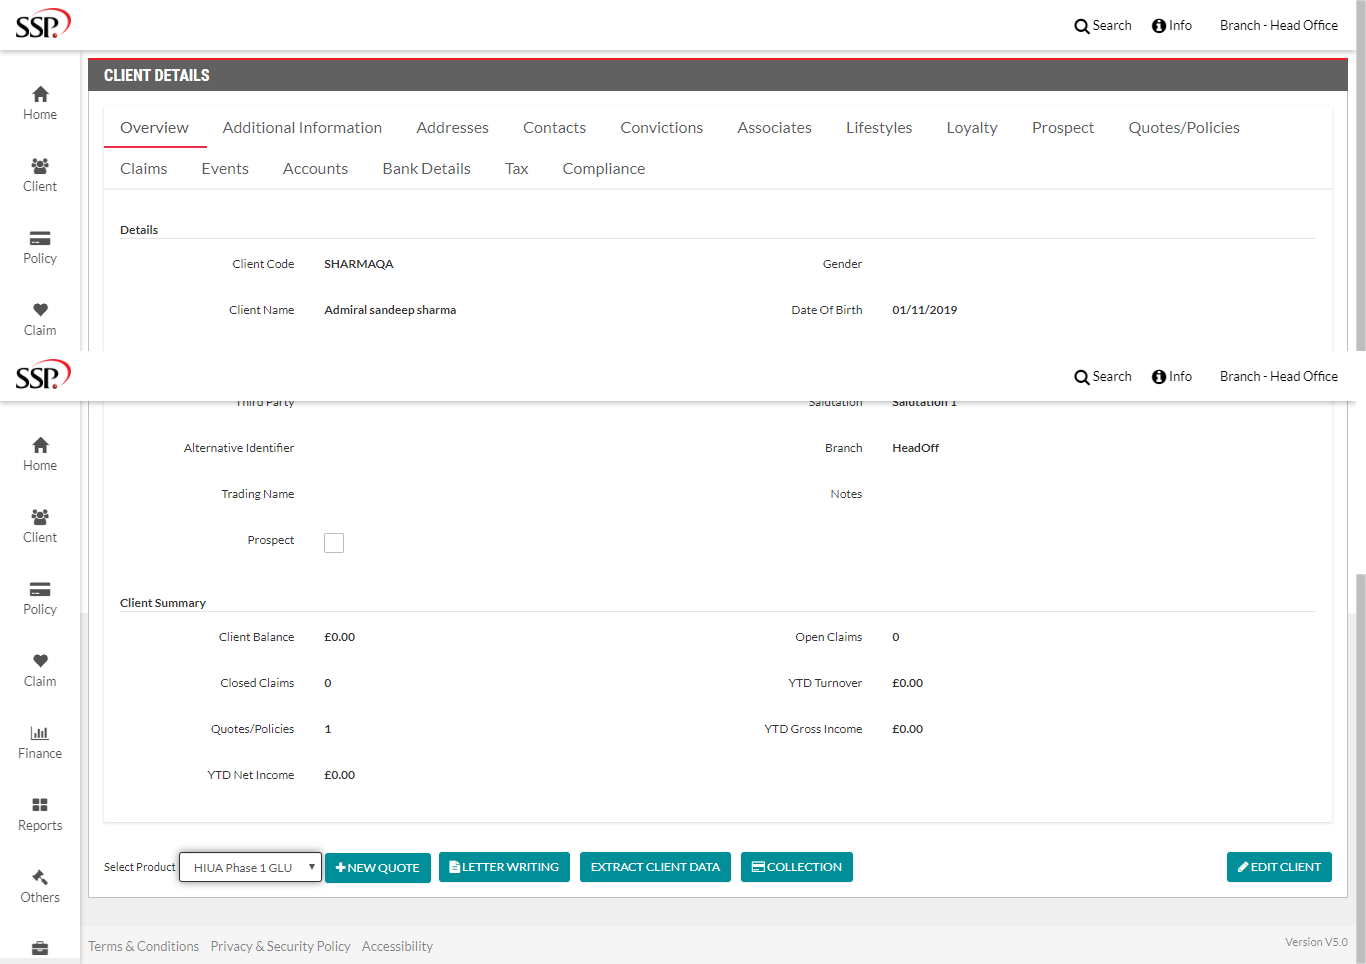 SSP.
Search Info Branch - Head Office
CLIENT DETAILS
Home
Client
Policy
Claim
Overview Additional Information Addresses Contacts Convictions Associates Lifestyles Loyalty Prospect Quotes/Policies
Claims Events Accounts Bank Details Tax Compliance
Details
Client Code SHARMAQA Gender
Client Name Admiral sandeep sharma Date Of Birth 01/11/2019
SSP.
Search Info Branch - Head Office
Home
Client
Policy
Claim
Finance
Reports
Others
Third Party Salutation Salutation 1
Alternative Identifier Branch HeadOff
Trading Name Notes
Prospect
Client Summary
Client Balance £0.00 Open Claims 0
Closed Claims 0 YTD Turnover £0.00
Quotes/Policies 1 YTD Gross Income £0.00
YTD Net Income £0.00
Select Product HIUA Phase 1 GLU NEW QUOTE LETTER WRITING EXTRACT CLIENT DATA COLLECTION EDIT CLIENT
Terms & Conditions Privacy & Security Policy Accessibility Version V5.0